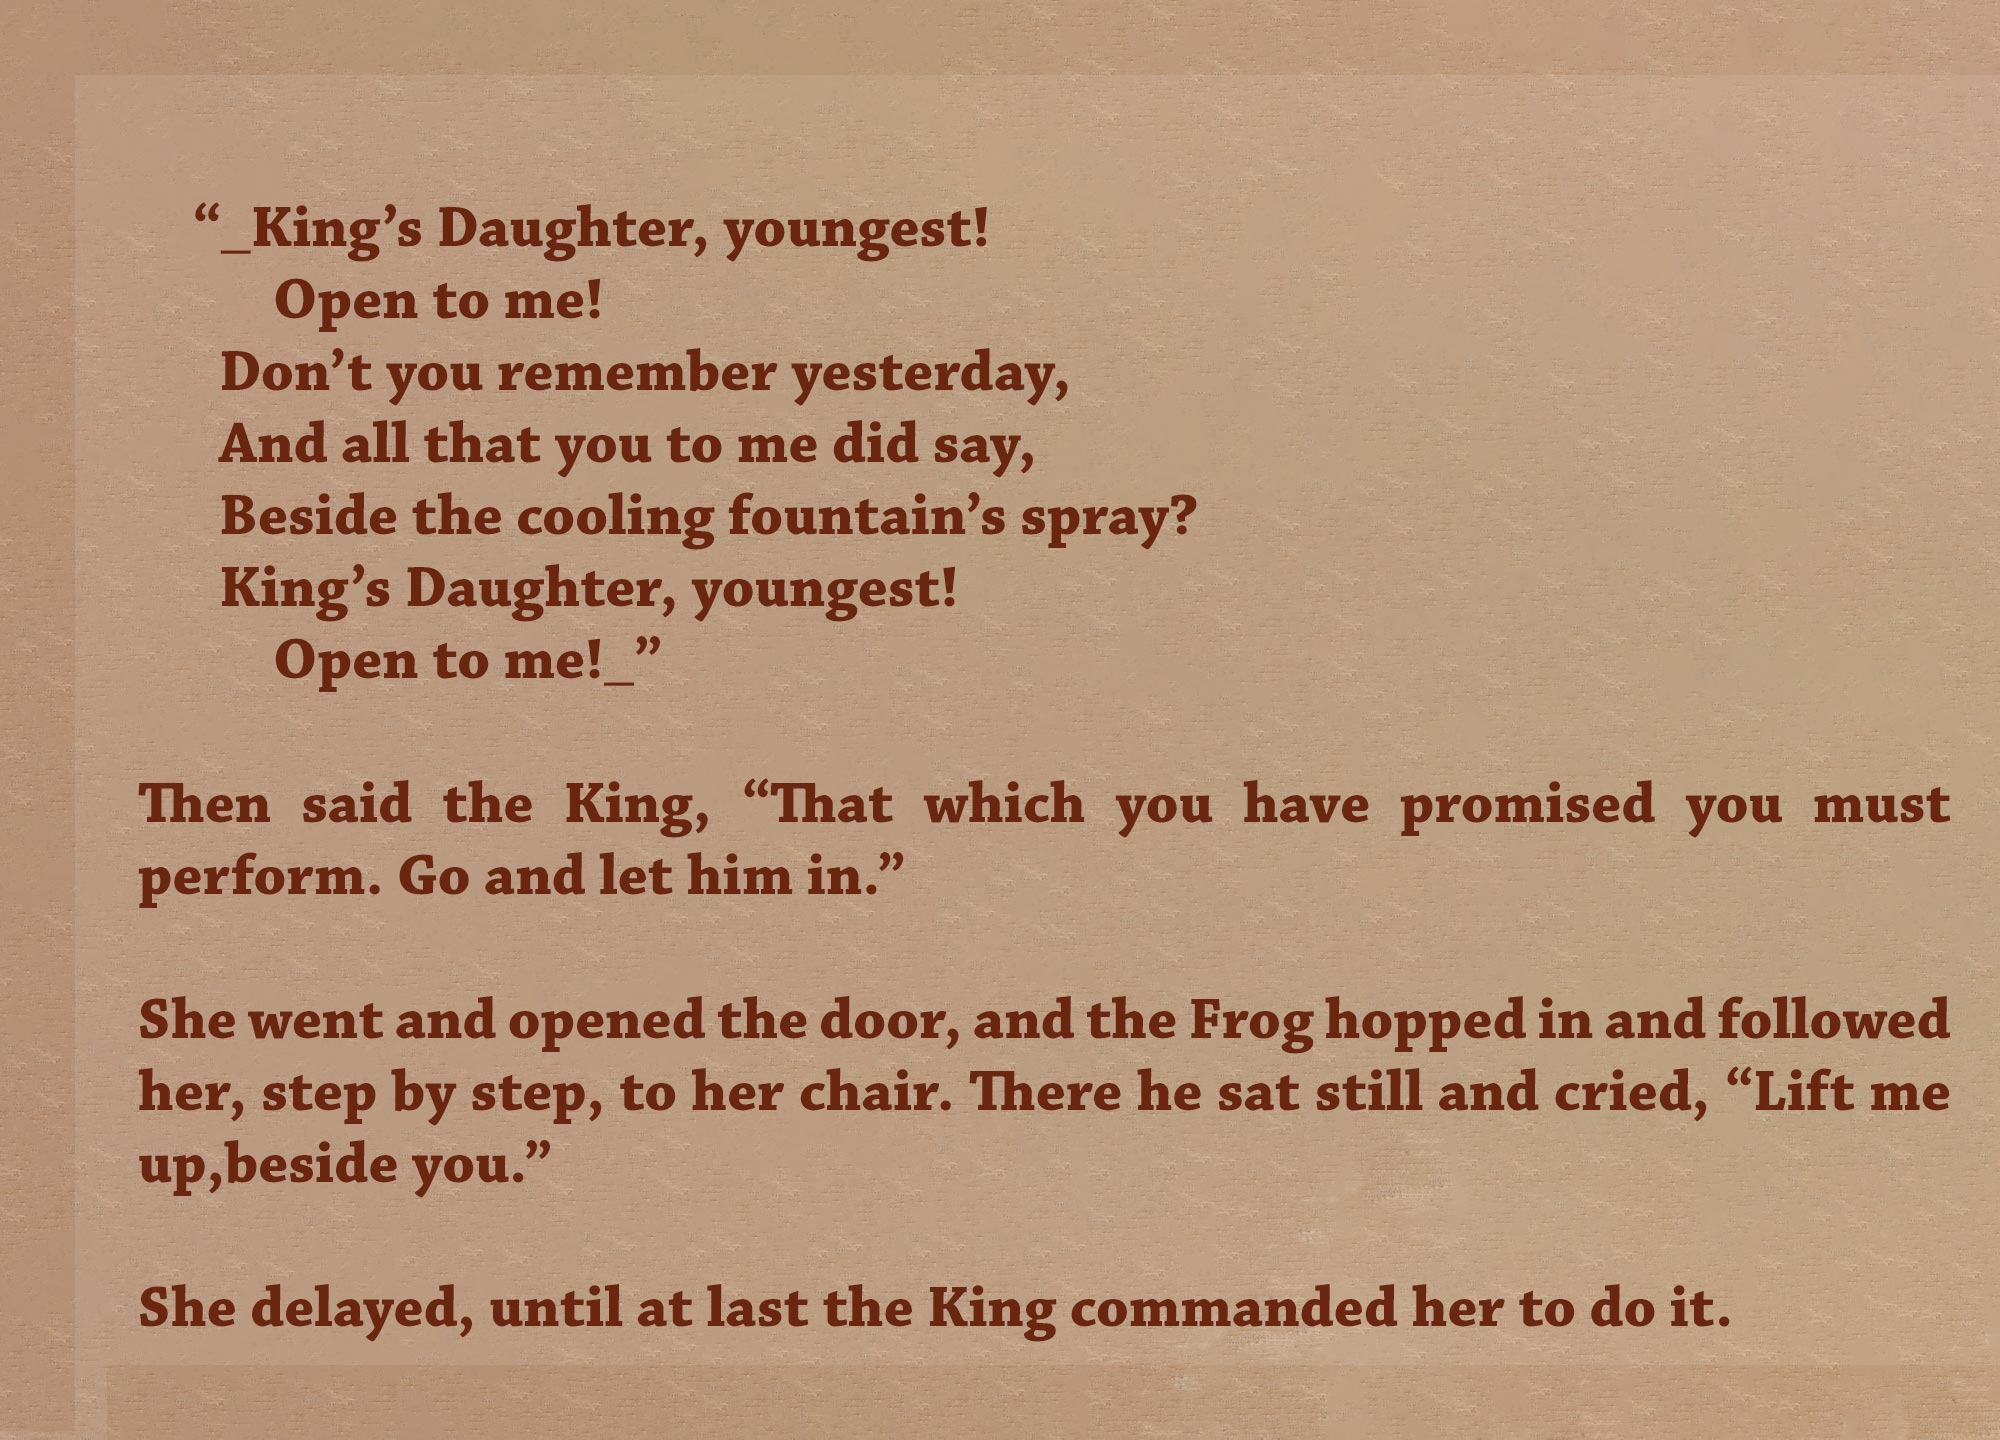 “_King’s Daughter, youngest!
Open to me!
Don’t you remember yesterday,
And all that you to me did say,
Beside the cooling fountain’s spray?
King’s Daughter, youngest!
Open to me!_”
Then said the King, “That which you have promised you must
perform. Go and let him in.”
She went and opened the door, and the Frog hopped in and followed
her, step by step, to her chair. There he sat still and cried, “Lift me
up,beside you.”
She delayed, until at last the King commanded her to do it.